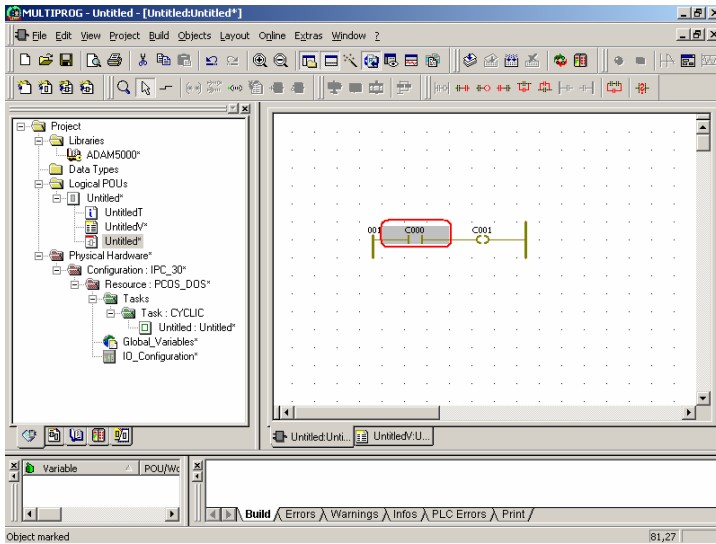 MULTIPROG - Untitled - [Untitled:Untitled*]
File Edit View Project Build Objects Layout Online Extras Window ?
Project
Libraries
ADAM5000*
Data Types
Logical POUs
Untitled*
UntitledT
UntitledV*
Untitled*
Physical Hardware*
Configuration : IPC_30*
Resource : PCOS_DOS*
Tasks
Task : CYCLIC
Untitled : Untitled*
Global_Variables*
IO_Configuration*
001 C000 C001
Untitled:Unti... UntitledV:U...
Variable POU/Wo
Build Errors Warnings Infos PLC Errors Print
Object marked 81,27